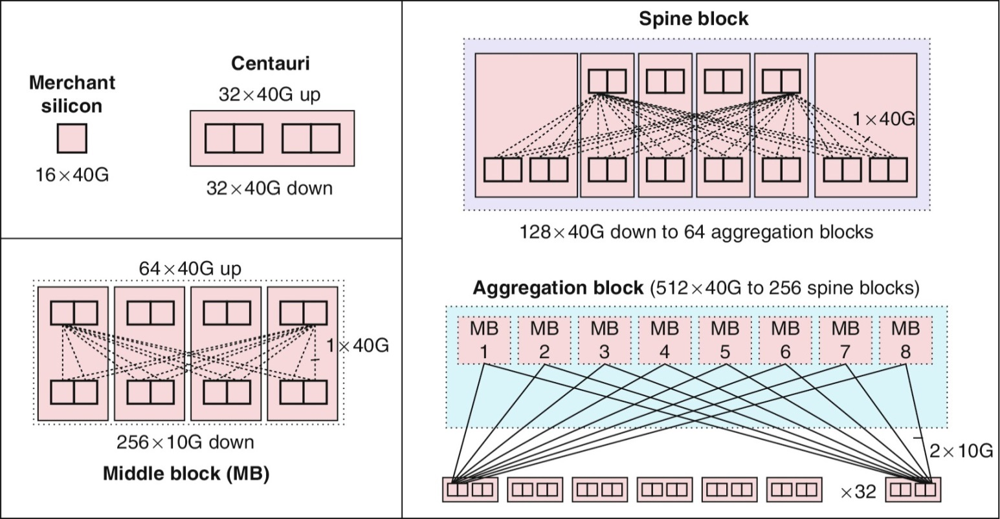 Merchant
silicon
16×40G
Centauri
32×40G up
32×40G down
64×40G up
1×40G
256×10G down
Middle block (MB)
Spine block
1×40G
128×40G down to 64 aggregation blocks
Aggregation block (512×40G to 256 spine blocks)
MB
1
MB
2
MB
3
MB
4
MB
5
MB
6
MB
7
MB
8
2×10G
×32